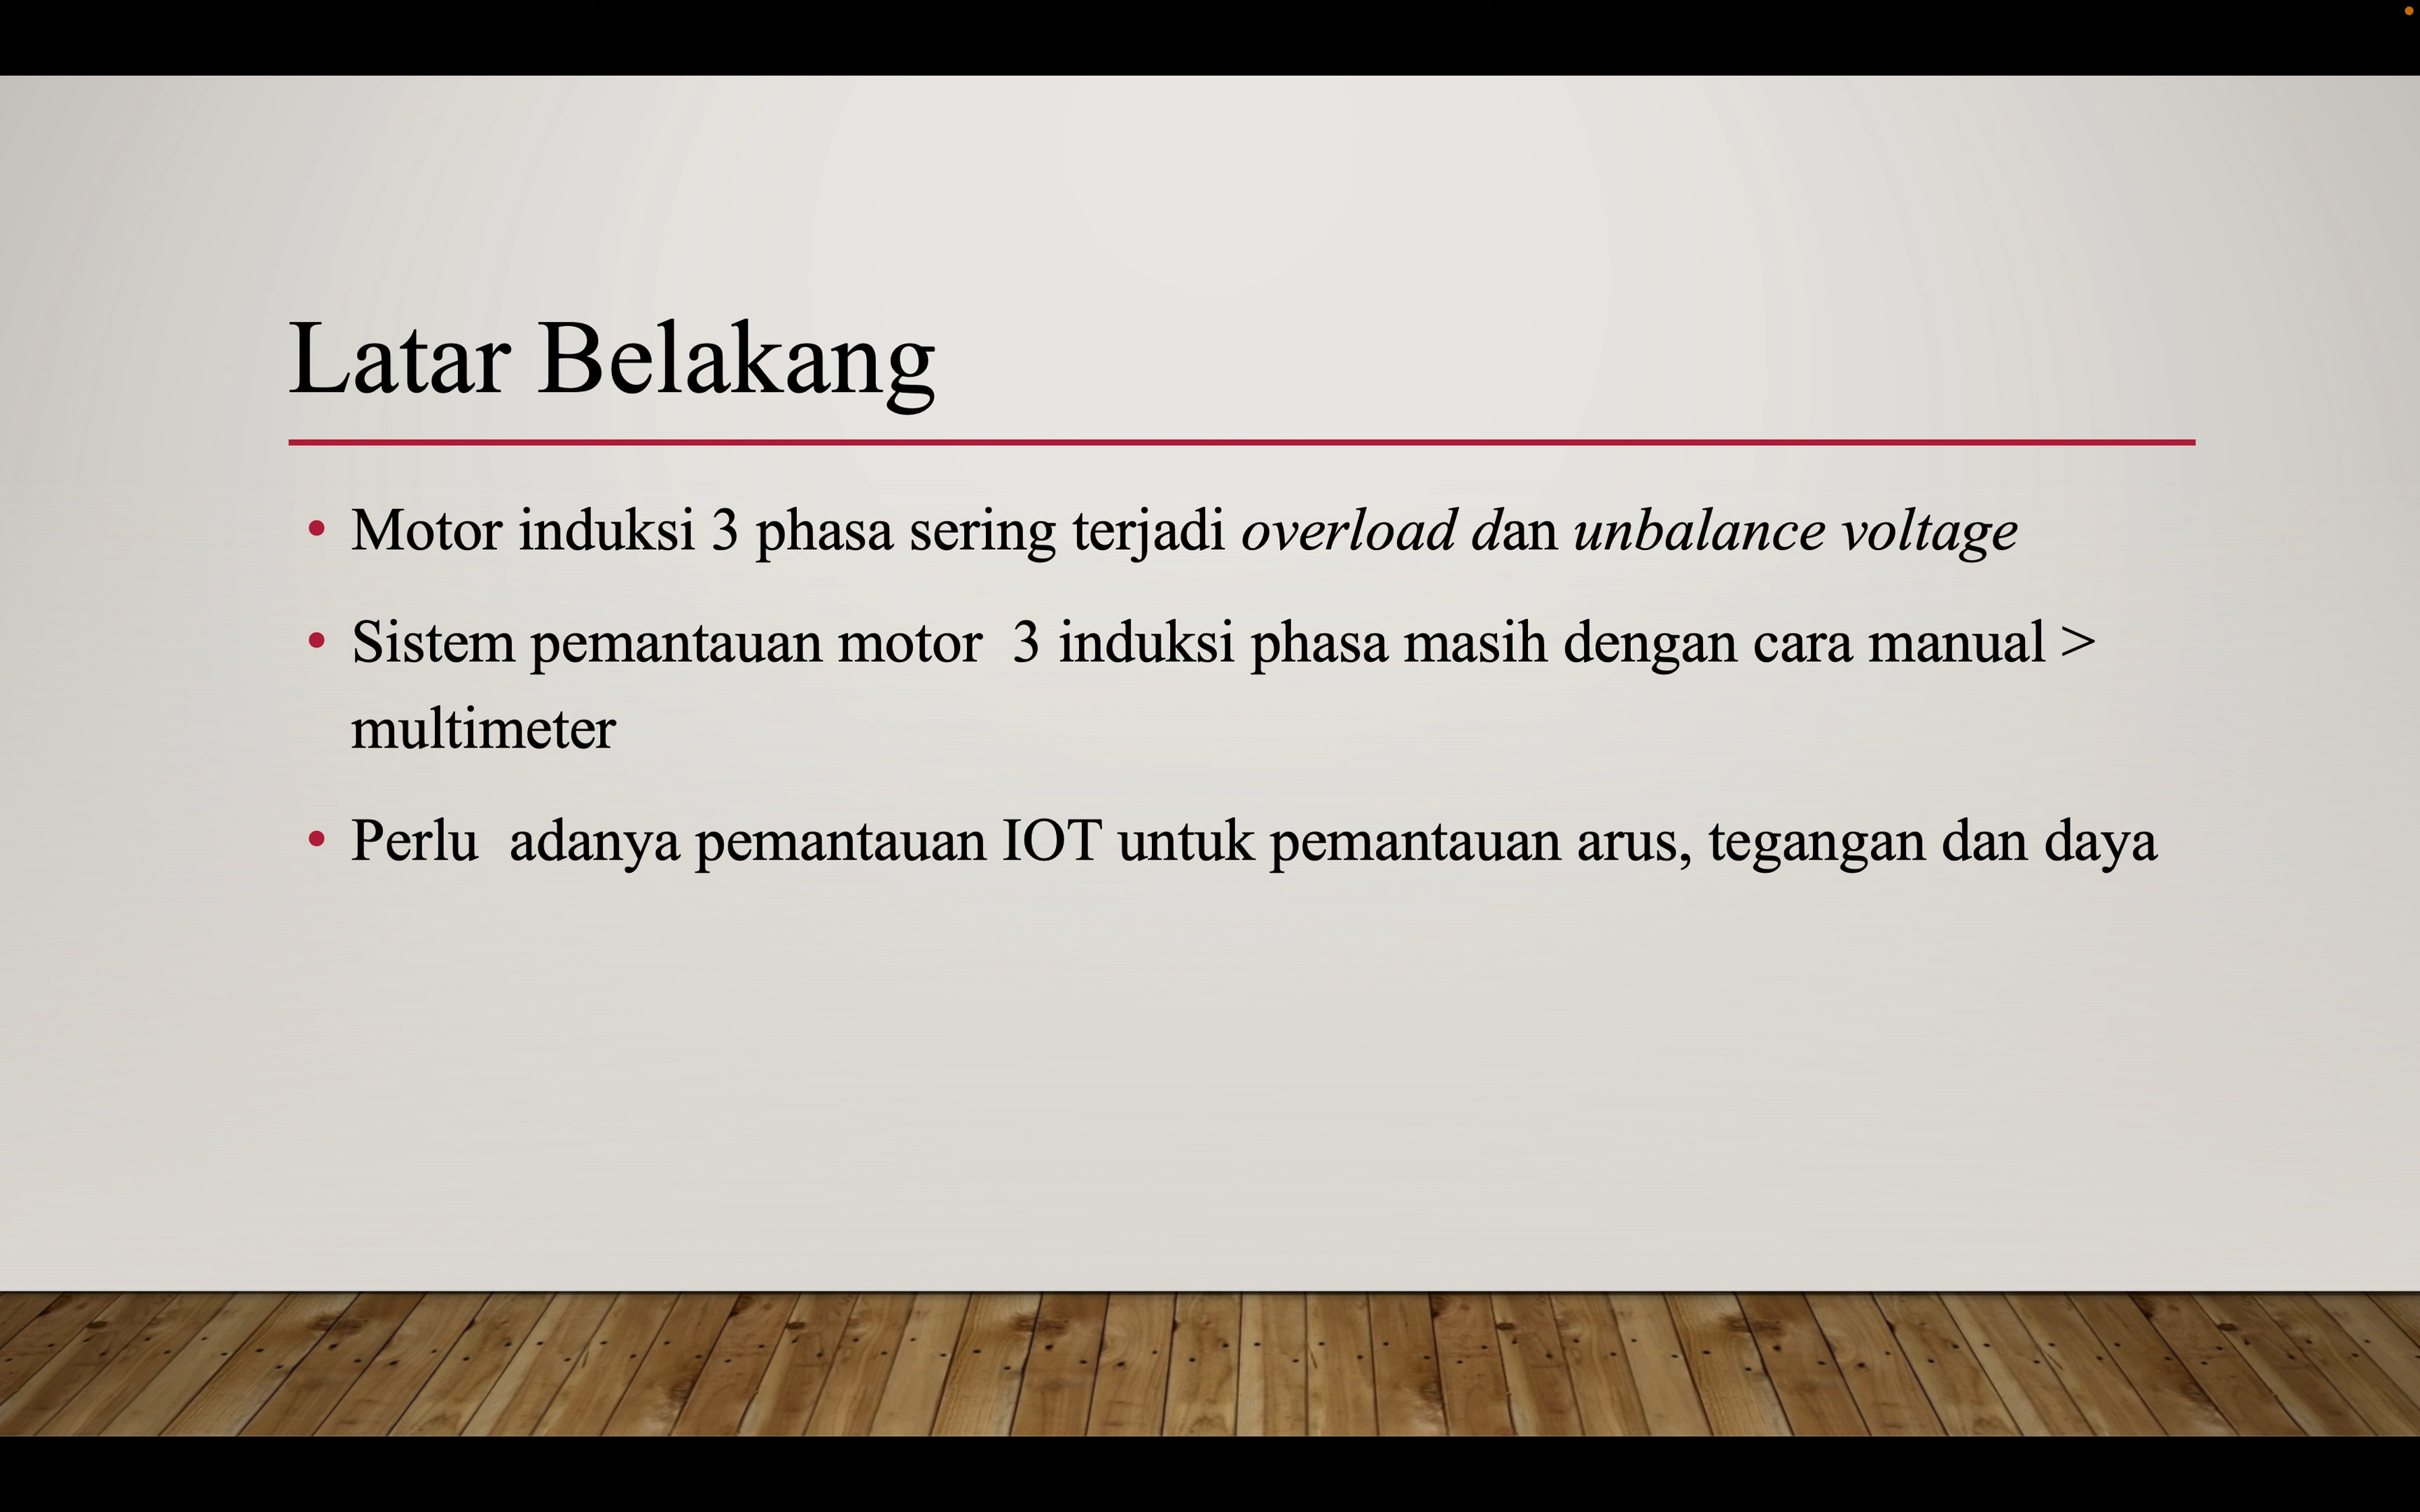 Latar Belakang
• Motor induksi 3 phasa sering terjadi overload dan unbalance voltage
• Sistem pemantauan motor  3 induksi phasa masih dengan cara manual >
multimeter
• Perlu  adanya pemantauan IOT untuk pemantauan arus, tegangan dan daya